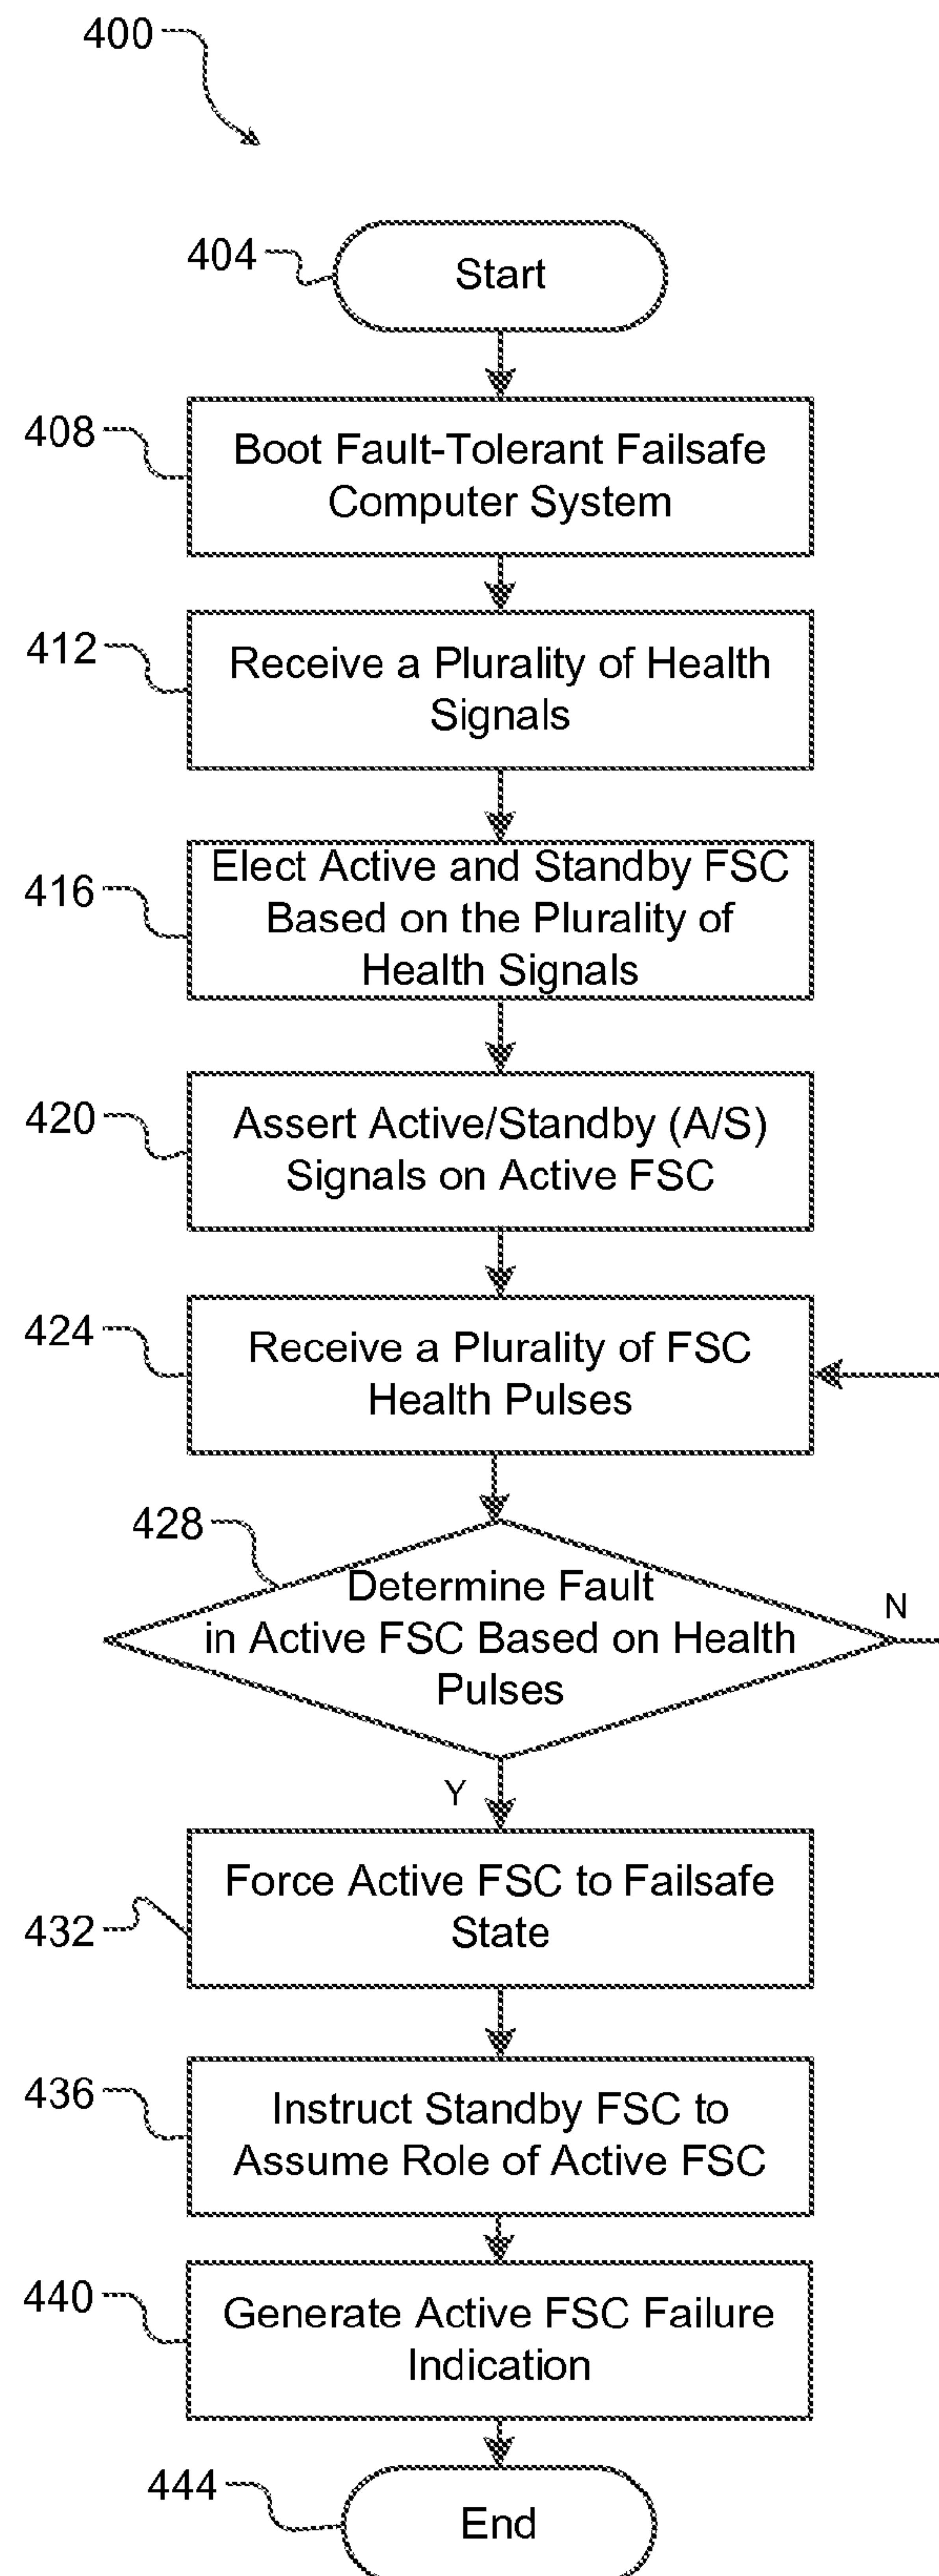 400
404
Start
408
Boot Fault-Tolerant Failsafe
Computer System
412
Receive a Plurality of Health
Signals
416
Elect Active and Standby FSC
Based on the Plurality of
Health Signals
420
Assert Active/Standby (A/S)
Signals on Active FSC
424
Receive a Plurality of FSC
Health Pulses
428
Determine Fault
in Active FSC Based on Health
Pulses
N
Y
432
Force Active FSC to Failsafe
State
436
Instruct Standby FSC to
Assume Role of Active FSC
440
Generate Active FSC Failure
Indication
444
End